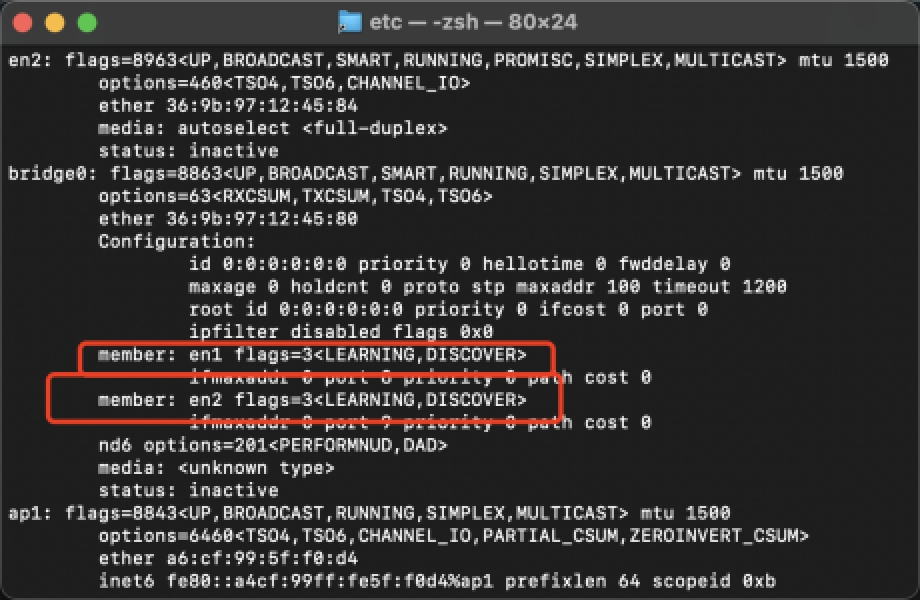 etc — -zsh — 80×24
en2: flags=8963<UP,BROADCAST,SMART,RUNNING,PROMISC,SIMPLEX,MULTICAST> mtu 1500
options=460<TSO4,TSO6,CHANNEL_IO>
ether 36:9b:97:12:45:84
media: autoselect <full-duplex>
status: inactive
bridge0: flags=8863<UP,BROADCAST,SMART,RUNNING,SIMPLEX,MULTICAST> mtu 1500
options=63<RXCSUM,TXCSUM,TSO4,TSO6>
ether 36:9b:97:12:45:80
Configuration:
id 0:0:0:0:0:0 priority 0 hellotime 0 fwddelay 0
maxage 0 holdcnt 0 proto stp maxaddr 100 timeout 1200
root id 0:0:0:0:0:0 priority 0 ifcost 0 port 0
ipfilter disabled flags 0x0
member: en1 flags=3<LEARNING,DISCOVER>
ifmaxaddr 0 port 8 priority 0 path cost 0
member: en2 flags=3<LEARNING,DISCOVER>
ifmaxaddr 0 port 9 priority 0 path cost 0
nd6 options=201<PERFORMNUD,DAD>
media: <unknown type>
status: inactive
ap1: flags=8843<UP,BROADCAST,RUNNING,SIMPLEX,MULTICAST> mtu 1500
options=6460<TSO4,TSO6,CHANNEL_IO,PARTIAL_CSUM,ZEROINVERT_CSUM>
ether a6:cf:99:5f:f0:d4
inet6 fe80::a4cf:99ff:fe5f:f0d4%ap1 prefixlen 64 scopeid 0xb